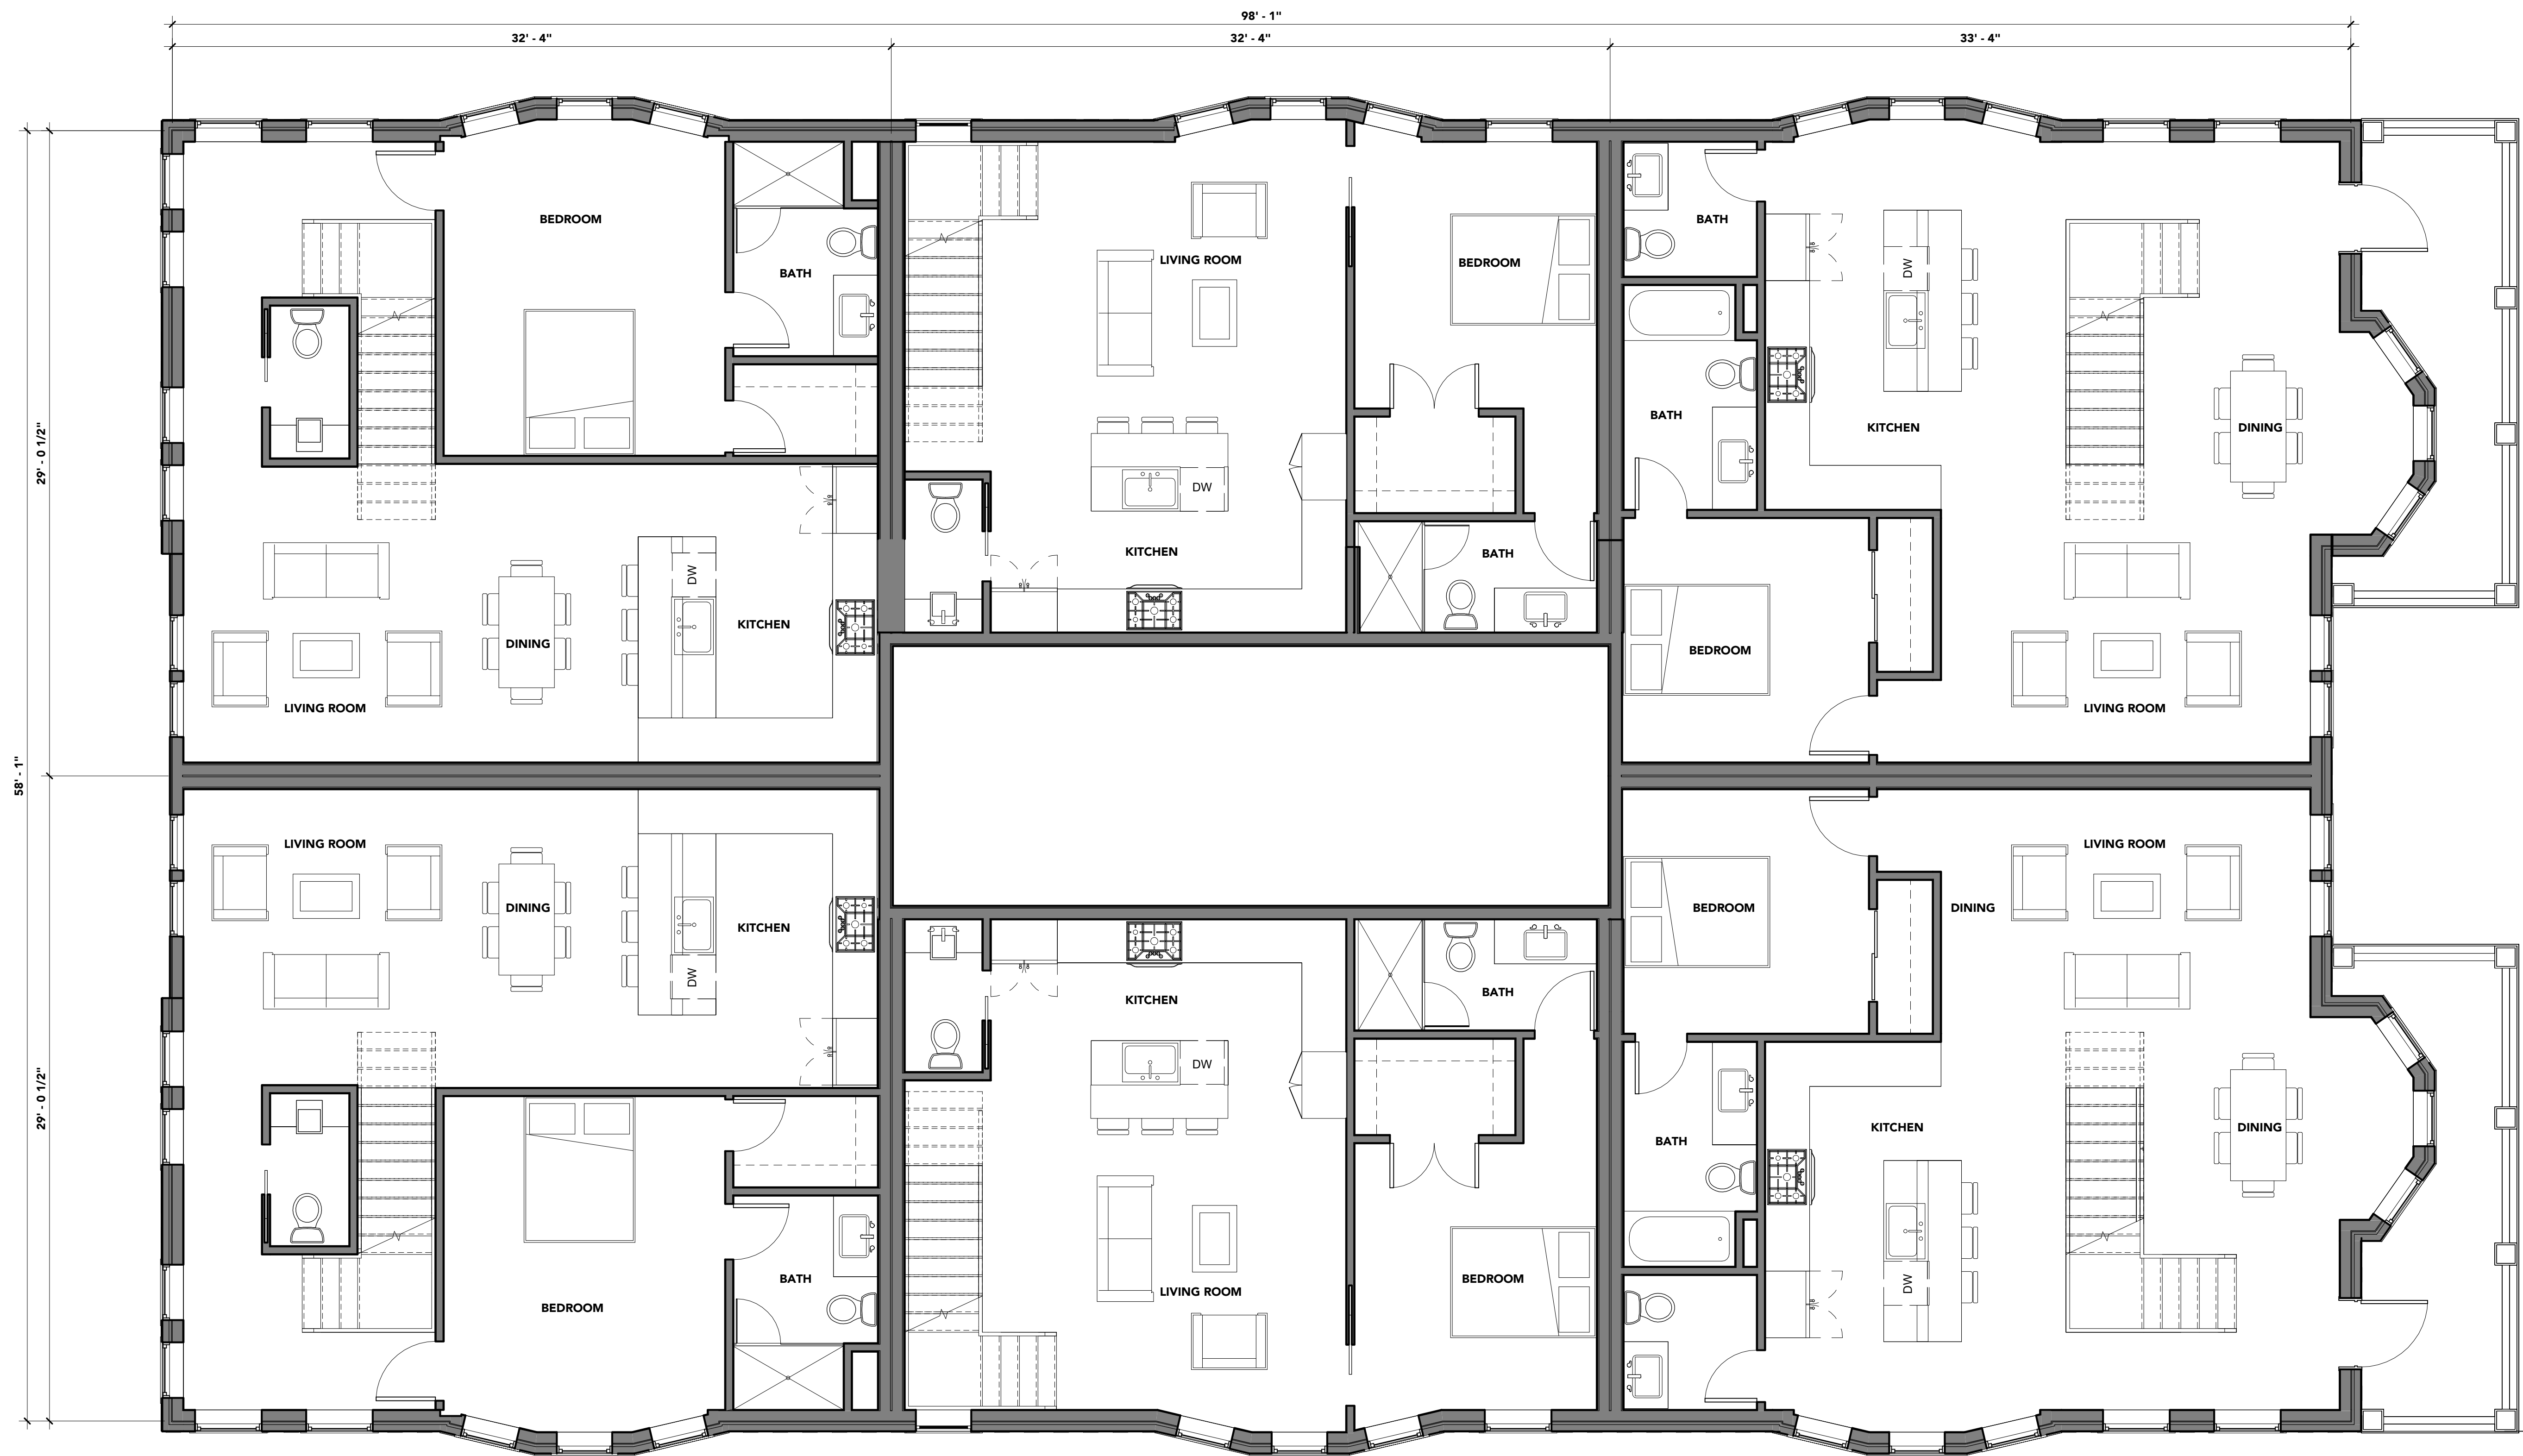 98' - 1"
32' - 4"
32' - 4"
33' - 4"
BEDROOM
BATH
LIVING ROOM
BEDROOM
BATH
DW
BATH
KITCHEN
DINING
29' - 0 1/2"
DW
KITCHEN
BATH
DW
KITCHEN
DINING
BEDROOM
LIVING ROOM
LIVING ROOM
58' - 1"
LIVING ROOM
LIVING ROOM
DINING
BEDROOM
DINING
KITCHEN
DW
KITCHEN
BATH
DW
29' - 0 1/2"
BATH
KITCHEN
DINING
BATH
BEDROOM
LIVING ROOM
DW
BEDROOM